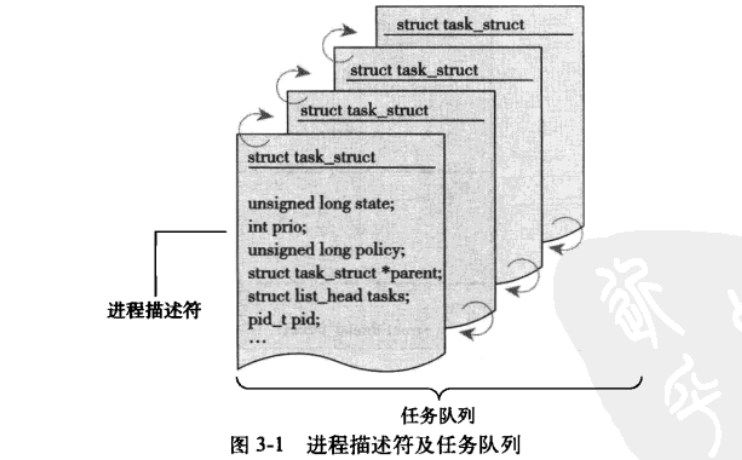 struct task_struct
struct task_struct
struct task_struct
struct task_struct
unsigned long state;
int prio;
unsigned long policy;
struct task_struct *parent;
struct list_head tasks;
pid_t pid;
…
进程描述符
任务队列
图 3-1 进程描述符及任务队列